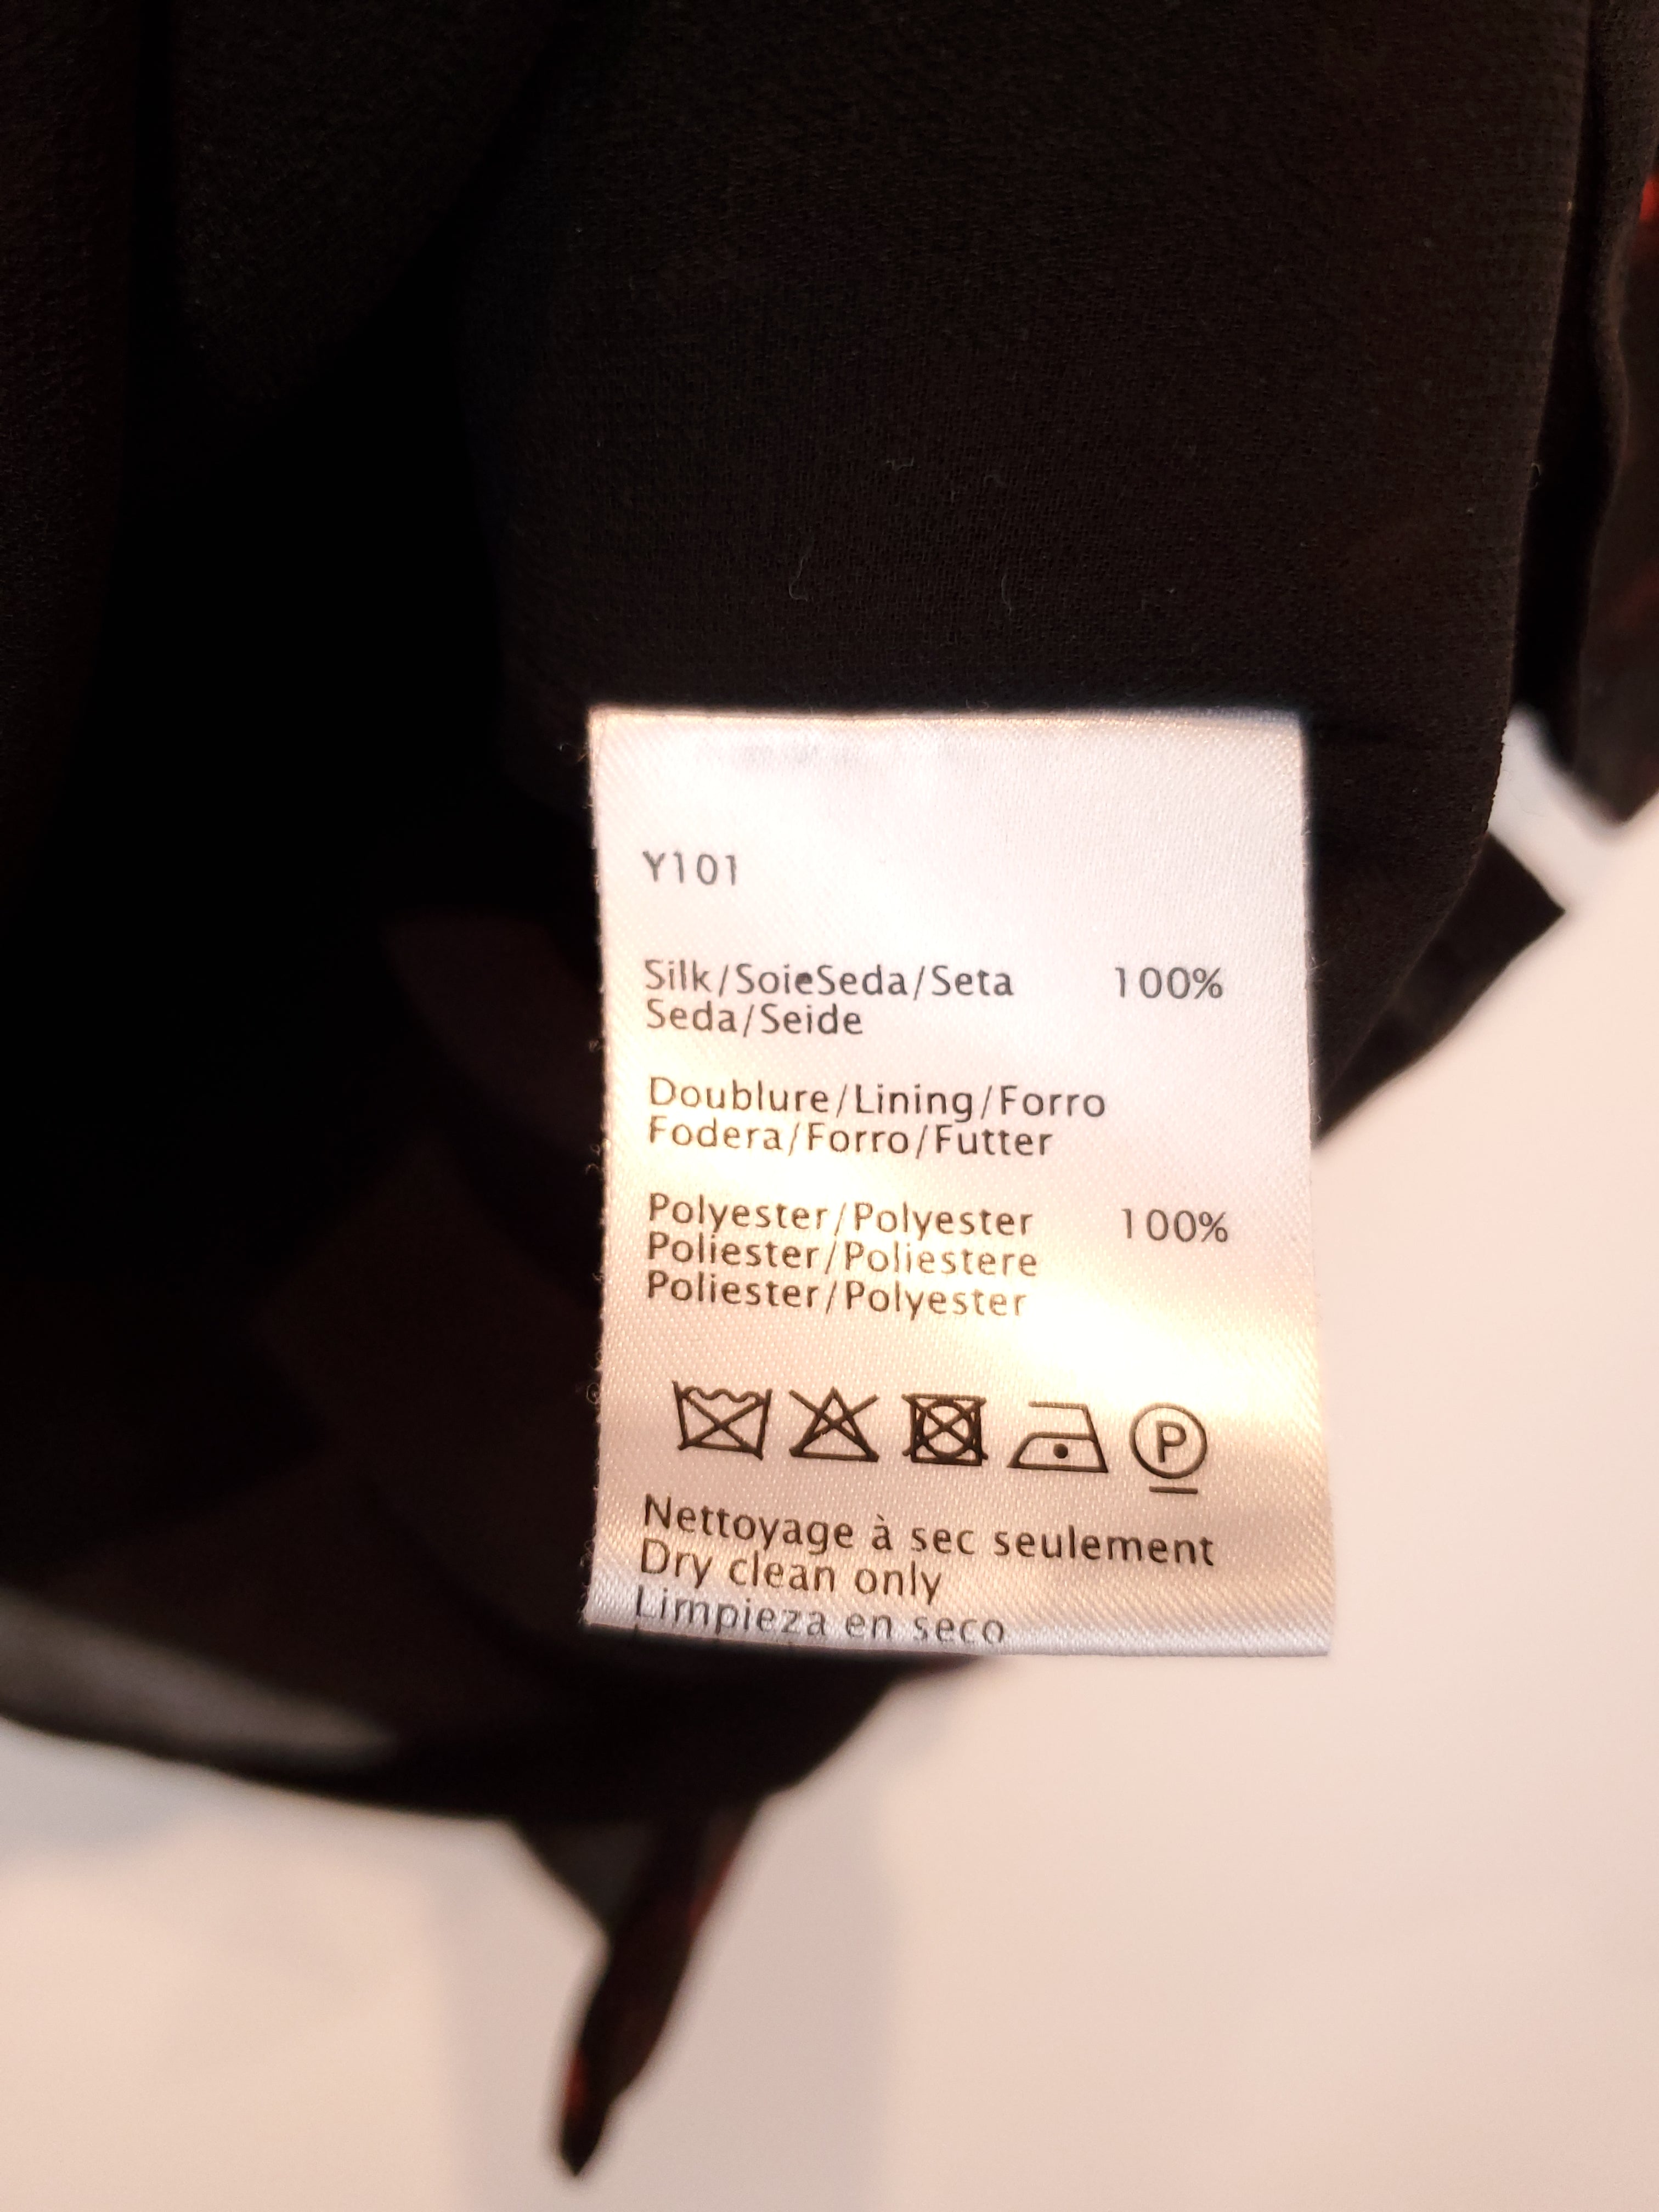 Y101
Silk/SoieSeda/Seta 100%
Seda/Seide
Doublure/Lining/Forro
Fodera/Forro/Futter
Polyester/Polyester 100%
Poliester/Poliestere
Poliester/Polyester
P
Nettoyage à sec seulement
Dry clean only
Limpieza en seco